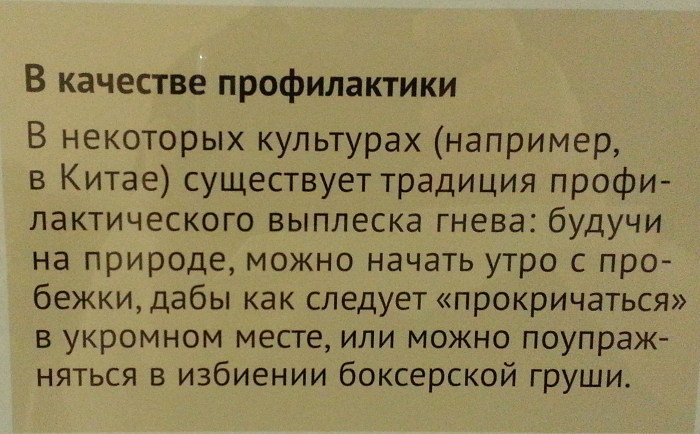 В качестве профилактики
В некоторых культурах (например,
в Китае) существует традиция профи-
лактического выплеска гнева: будучи
на природе, можно начать утро с про-
бежки, дабы как следует «прокричаться»
в укромном месте, или можно поупраж-
няться в избиении боксерской груши.